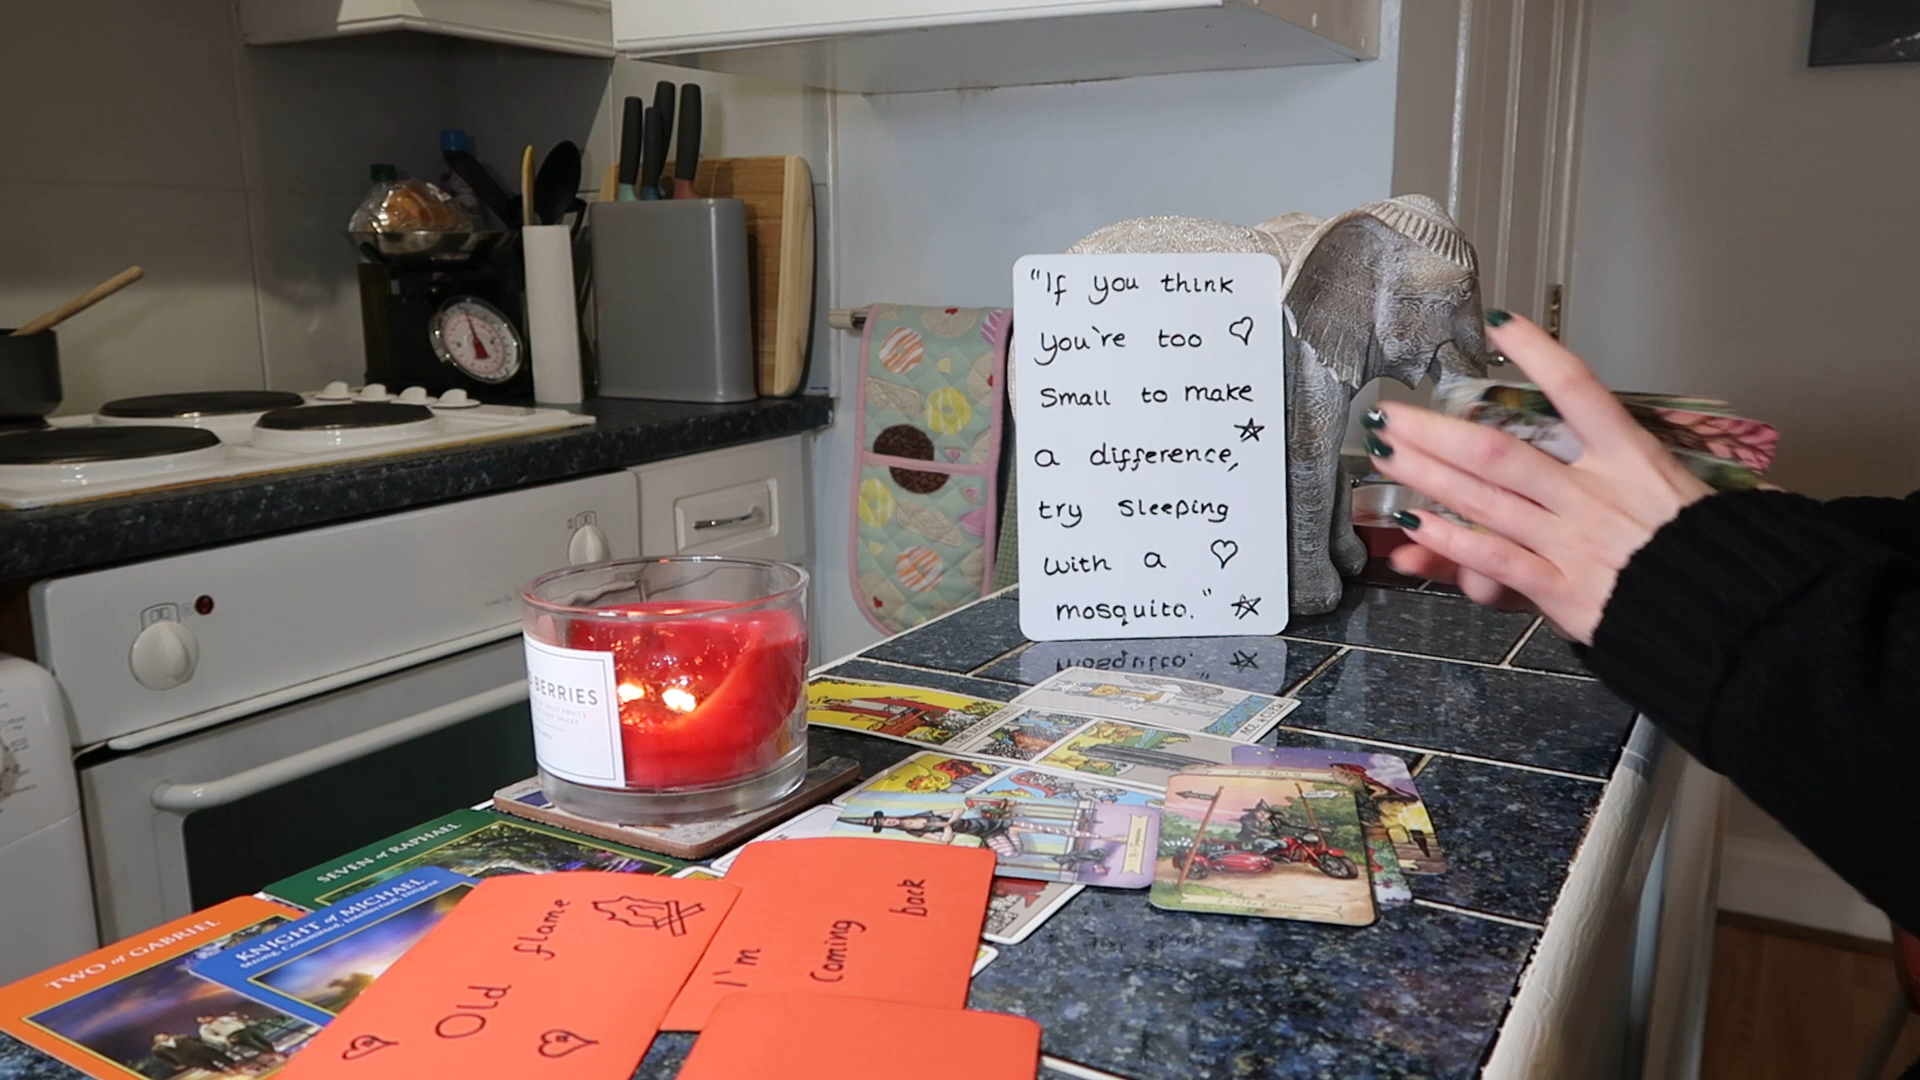 "If you think
you're too
Small to make
a difference,
try sleeping
with a
mosquito."
BERRIES
SEVEN of RAPHAEL
KNIGHT of MICHAEL
TWO of GABRIEL
Old flame
I'm Coming back